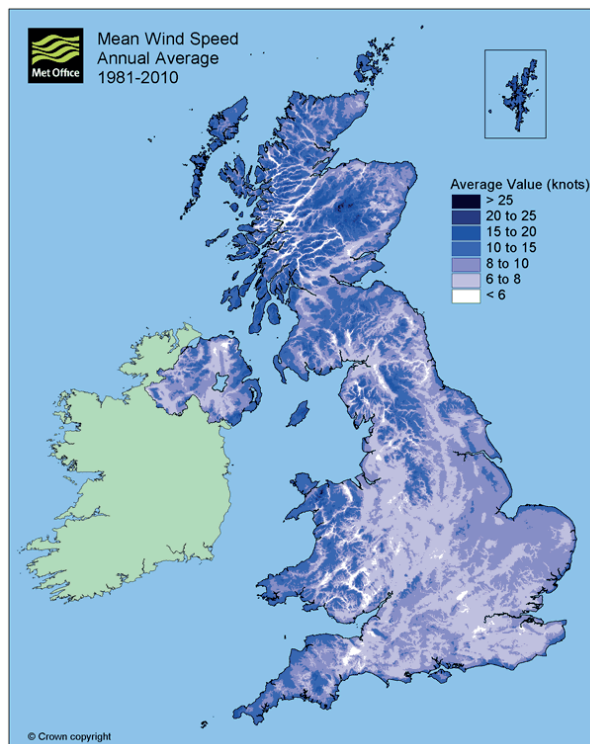 Met Office
Mean Wind Speed
Annual Average
1981-2010
Average Value (knots)
> 25
20 to 25
15 to 20
10 to 15
8 to 10
6 to 8
< 6
© Crown copyright